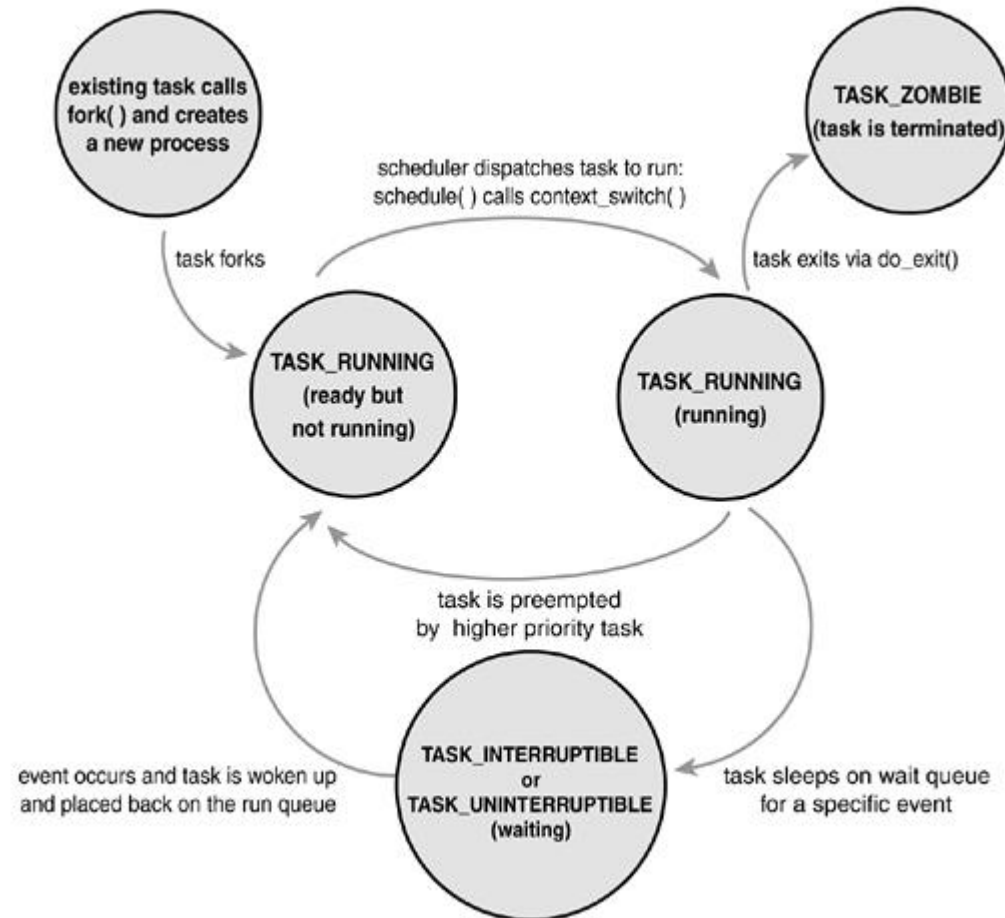 existing task calls
fork( ) and creates
a new process
TASK_ZOMBIE
(task is terminated)
scheduler dispatches task to run:
schedule( ) calls context_switch( )
task forks
task exits via do_exit()
TASK_RUNNING
(ready but
not running)
TASK_RUNNING
(running)
task is preempted
by higher priority task
event occurs and task is woken up
and placed back on the run queue
TASK_INTERRUPTIBLE
or
TASK_UNINTERRUPTIBLE
(waiting)
task sleeps on wait queue
for a specific event